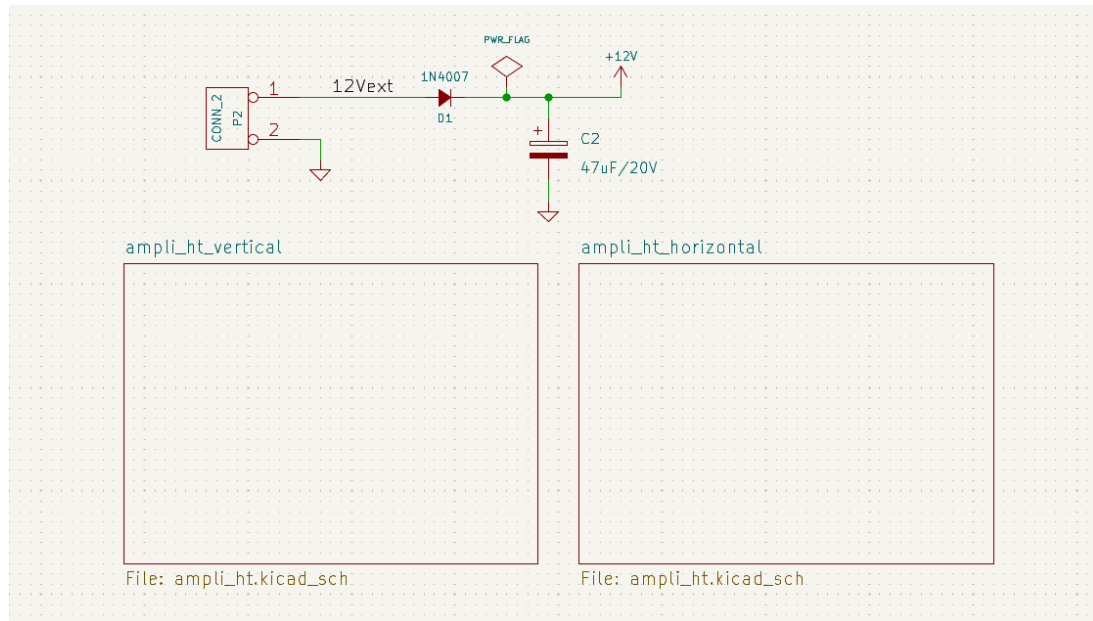 PWR_FLAG
+12V
1N4007
12Vext
1
CONN_2
P2
D1
2
+
C2
47uF/20V
ampli_ht_vertical
ampli_ht_horizontal
File: ampli_ht.kicad_sch
File: ampli_ht.kicad_sch